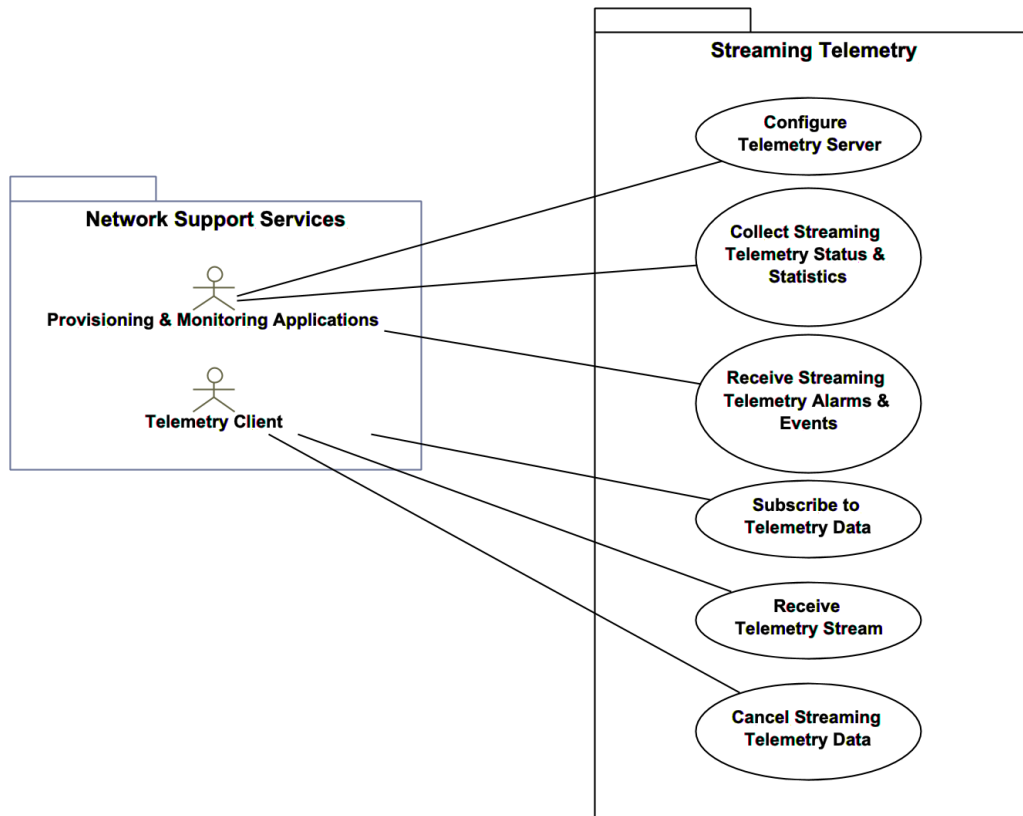 Streaming Telemetry
Configure
Telemetry Server
Network Support Services
Collect Streaming
Telemetry Status &
Statistics
Provisioning & Monitoring Applications
Receive Streaming
Telemetry Alarms &
Events
Telemetry Client
Subscribe to
Telemetry Data
Receive
Telemetry Stream
Cancel Streaming
Telemetry Data